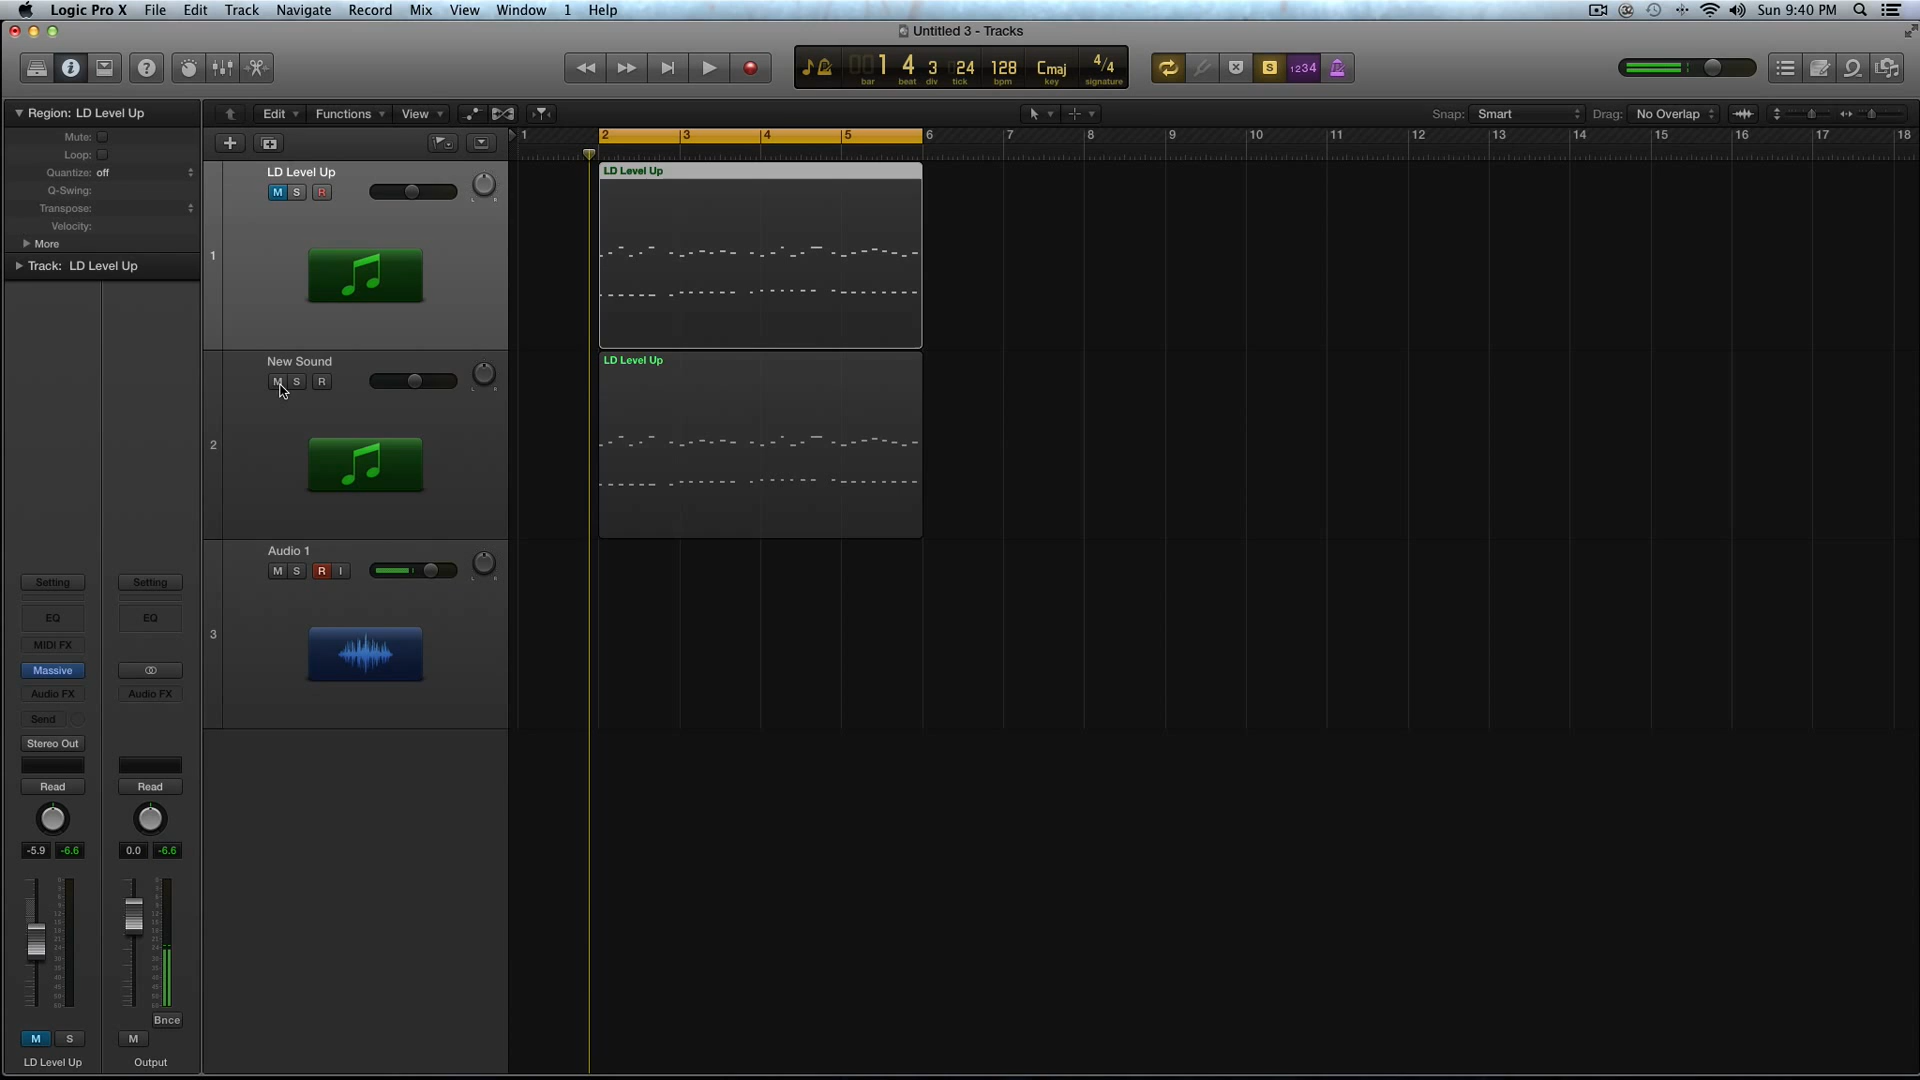 Logic Pro X File Edit Track Navigate Record Mix View Window 1 Help
Sun 9:40 PM
Untitled 3 - Tracks
1 4 3 24 128 Cmaj 4/4
bar beat div tick bpm key signature
S 1234
Region: LD Level Up
Edit Functions View
Snap: Smart Drag: No Overlap
Mute:
Loop:
Quantize: off
Q-Swing:
Transpose:
Velocity:
More
Track: LD Level Up
1 2 3 4 5 6 7 8 9 10 11 12 13 14 15 16 17 18
1
LD Level Up
M S R
L R
LD Level Up
2
New Sound
M S R
L R
LD Level Up
3
Audio 1
M S R I
L R
Setting Setting
EQ EQ
MIDI FX
Massive
Audio FX Audio FX
Send
Stereo Out
Read Read
-5.9 -6.6 0.0 -6.6
Bnce
M S M
LD Level Up Output